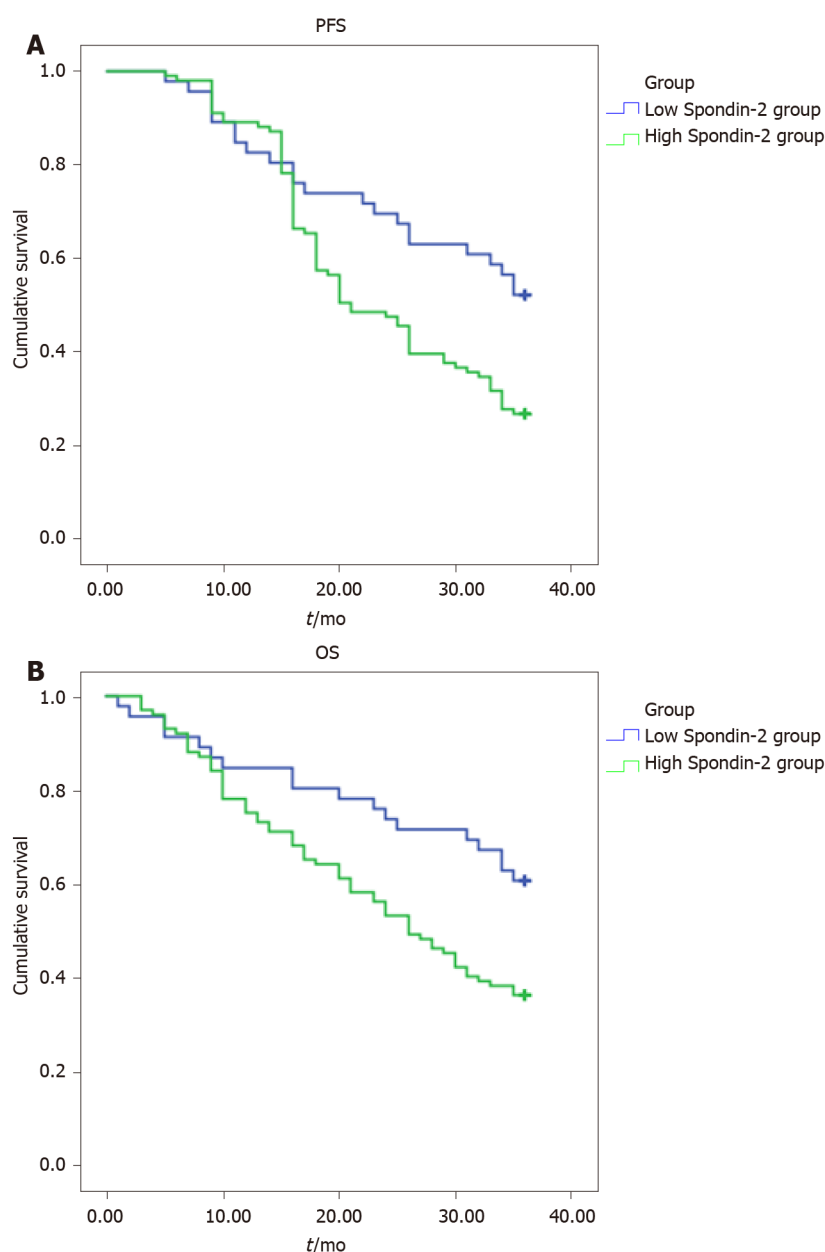 A
PFS
1.0
0.8
0.6
0.4
0.2
0.0
Cumulative survival
0.00 10.00 20.00 30.00 40.00
t/mo
Group
Low Spondin-2 group
High Spondin-2 group
B
OS
1.0
0.8
0.6
0.4
0.2
0.0
Cumulative survival
0.00 10.00 20.00 30.00 40.00
t/mo
Group
Low Spondin-2 group
High Spondin-2 group